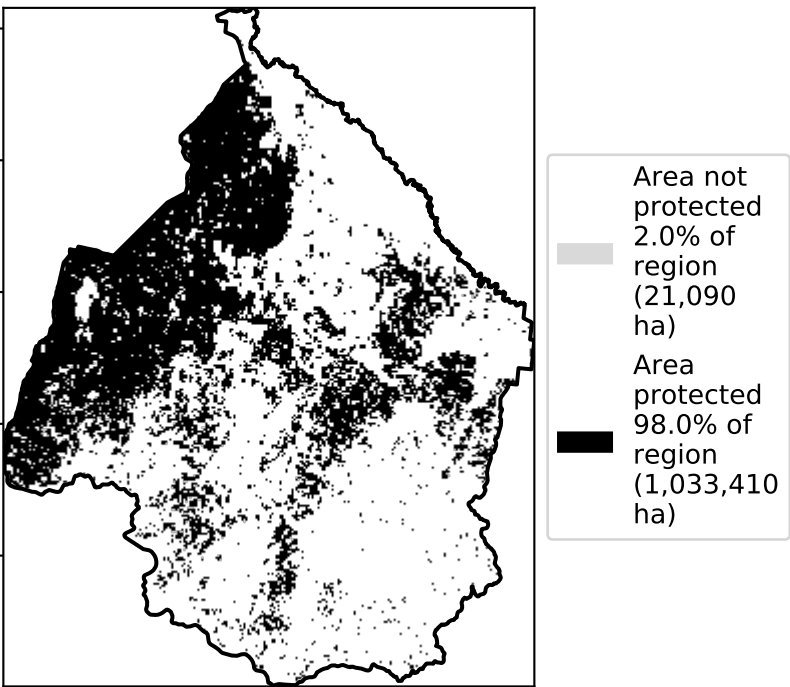 Area not
protected
2.0% of
region
(21,090
ha)
Area
protected
98.0% of
region
(1,033,410
ha)